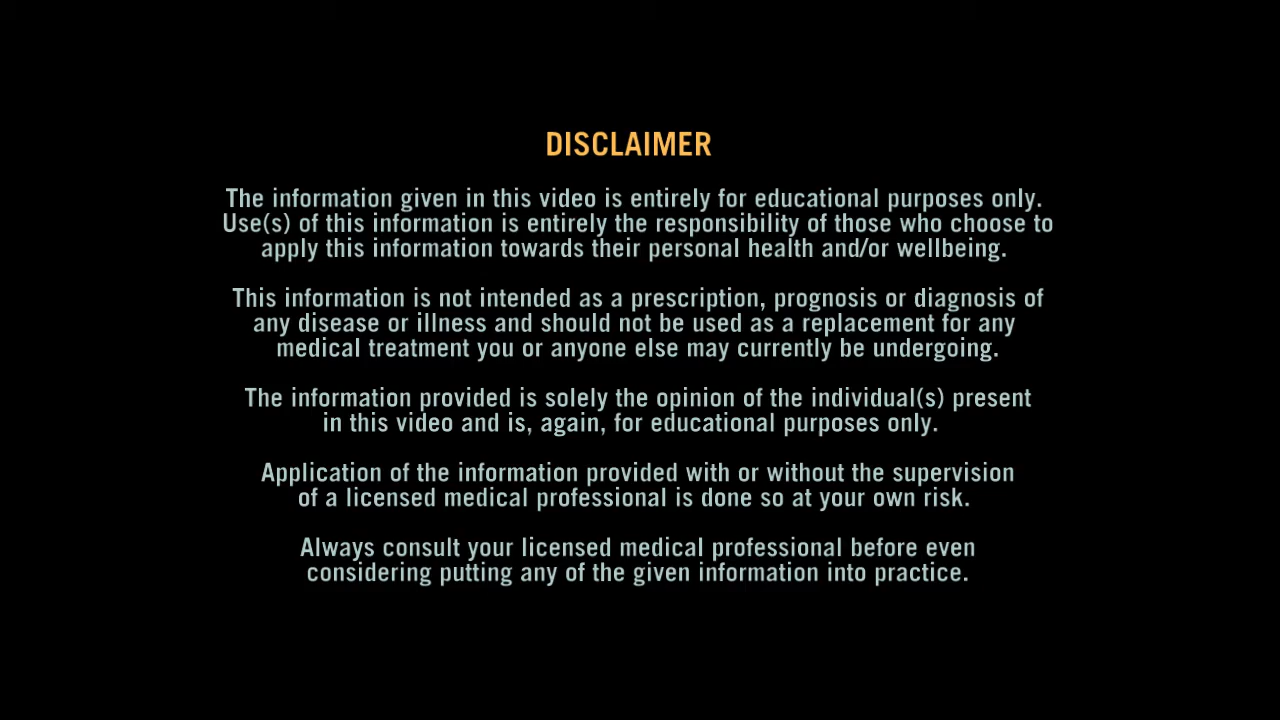 DISCLAIMER
The information given in this video is entirely for educational purposes only.
Use(s) of this information is entirely the responsibility of those who choose to
apply this information towards their personal health and/or wellbeing.
This information is not intended as a prescription, prognosis or diagnosis of
any disease or illness and should not be used as a replacement for any
medical treatment you or anyone else may currently be undergoing.
The information provided is solely the opinion of the individual(s) present
in this video and is, again, for educational purposes only.
Application of the information provided with or without the supervision
of a licensed medical professional is done so at your own risk.
Always consult your licensed medical professional before even
considering putting any of the given information into practice.